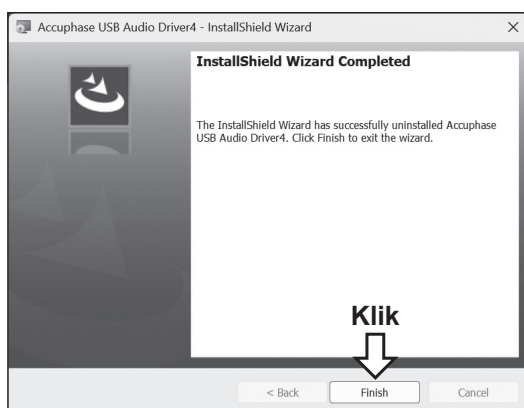 Accuphase USB Audio Driver4 - InstallShield Wizard
InstallShield Wizard Completed
The InstallShield Wizard has successfully uninstalled Accuphase
USB Audio Driver4. Click Finish to exit the wizard.
Klik
< Back Finish Cancel